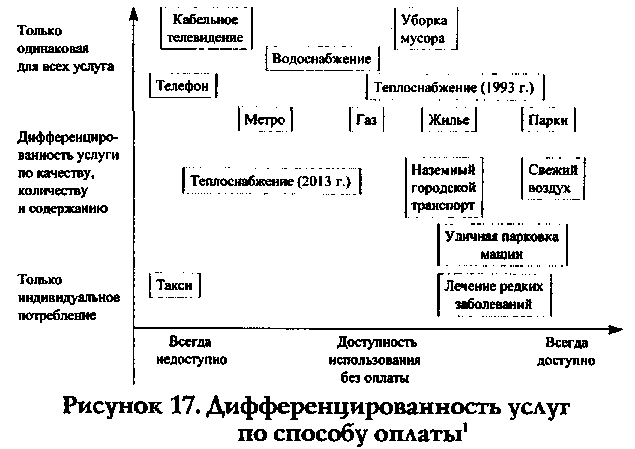 Только
одинаковая
для всех услуга
Кабельное
телевидение
Уборка
мусора
Водоснабжение
Телефон
Теплоснабжение (1993 г.)
Метро
Газ
Жилье
Парки
Дифференциро-
ванность услуги
по качеству,
количеству
и содержанию
Теплоснабжение (2013 г.)
Наземный
городской
транспорт
Свежий
воздух
Уличная парковка
машин
Только
индивидуальное
потребление
Такси
Лечение редких
заболеваний
Всегда
недоступно
Доступность
использования
без оплаты
Всегда
доступно
Рисунок 17. Дифференцированность услуг
по способу оплаты¹